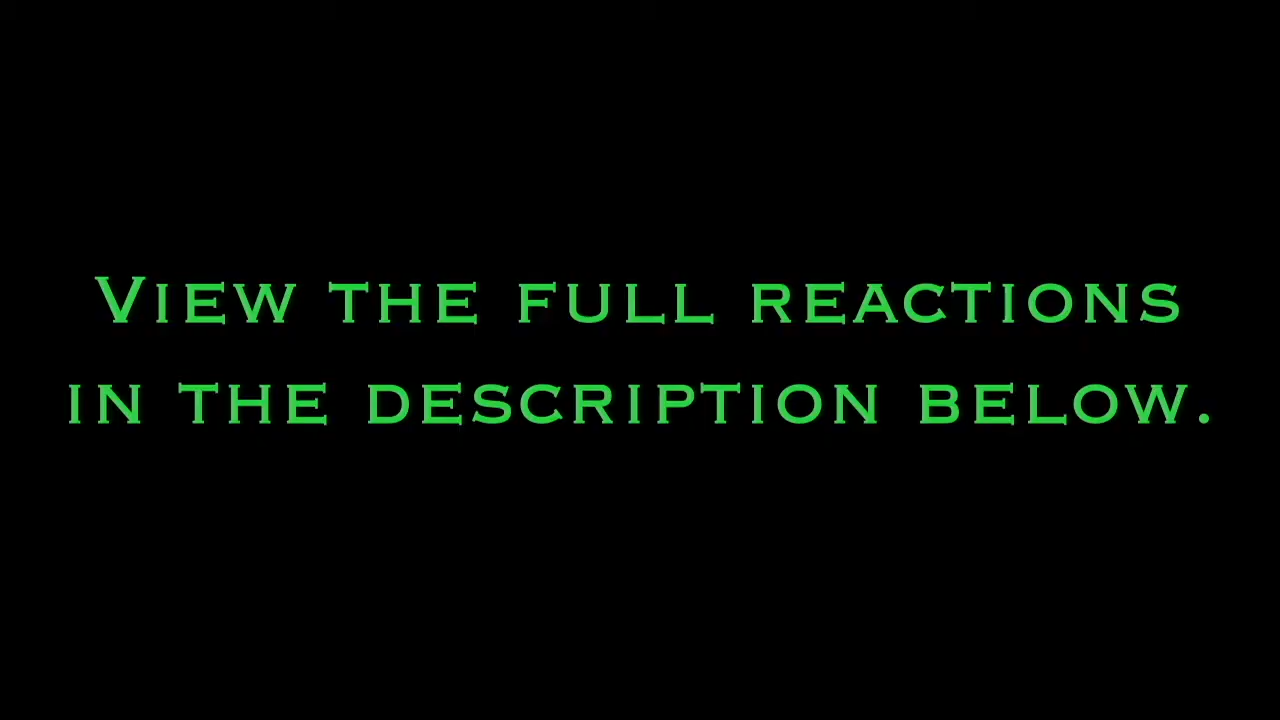 View the full reactions
in the description below.